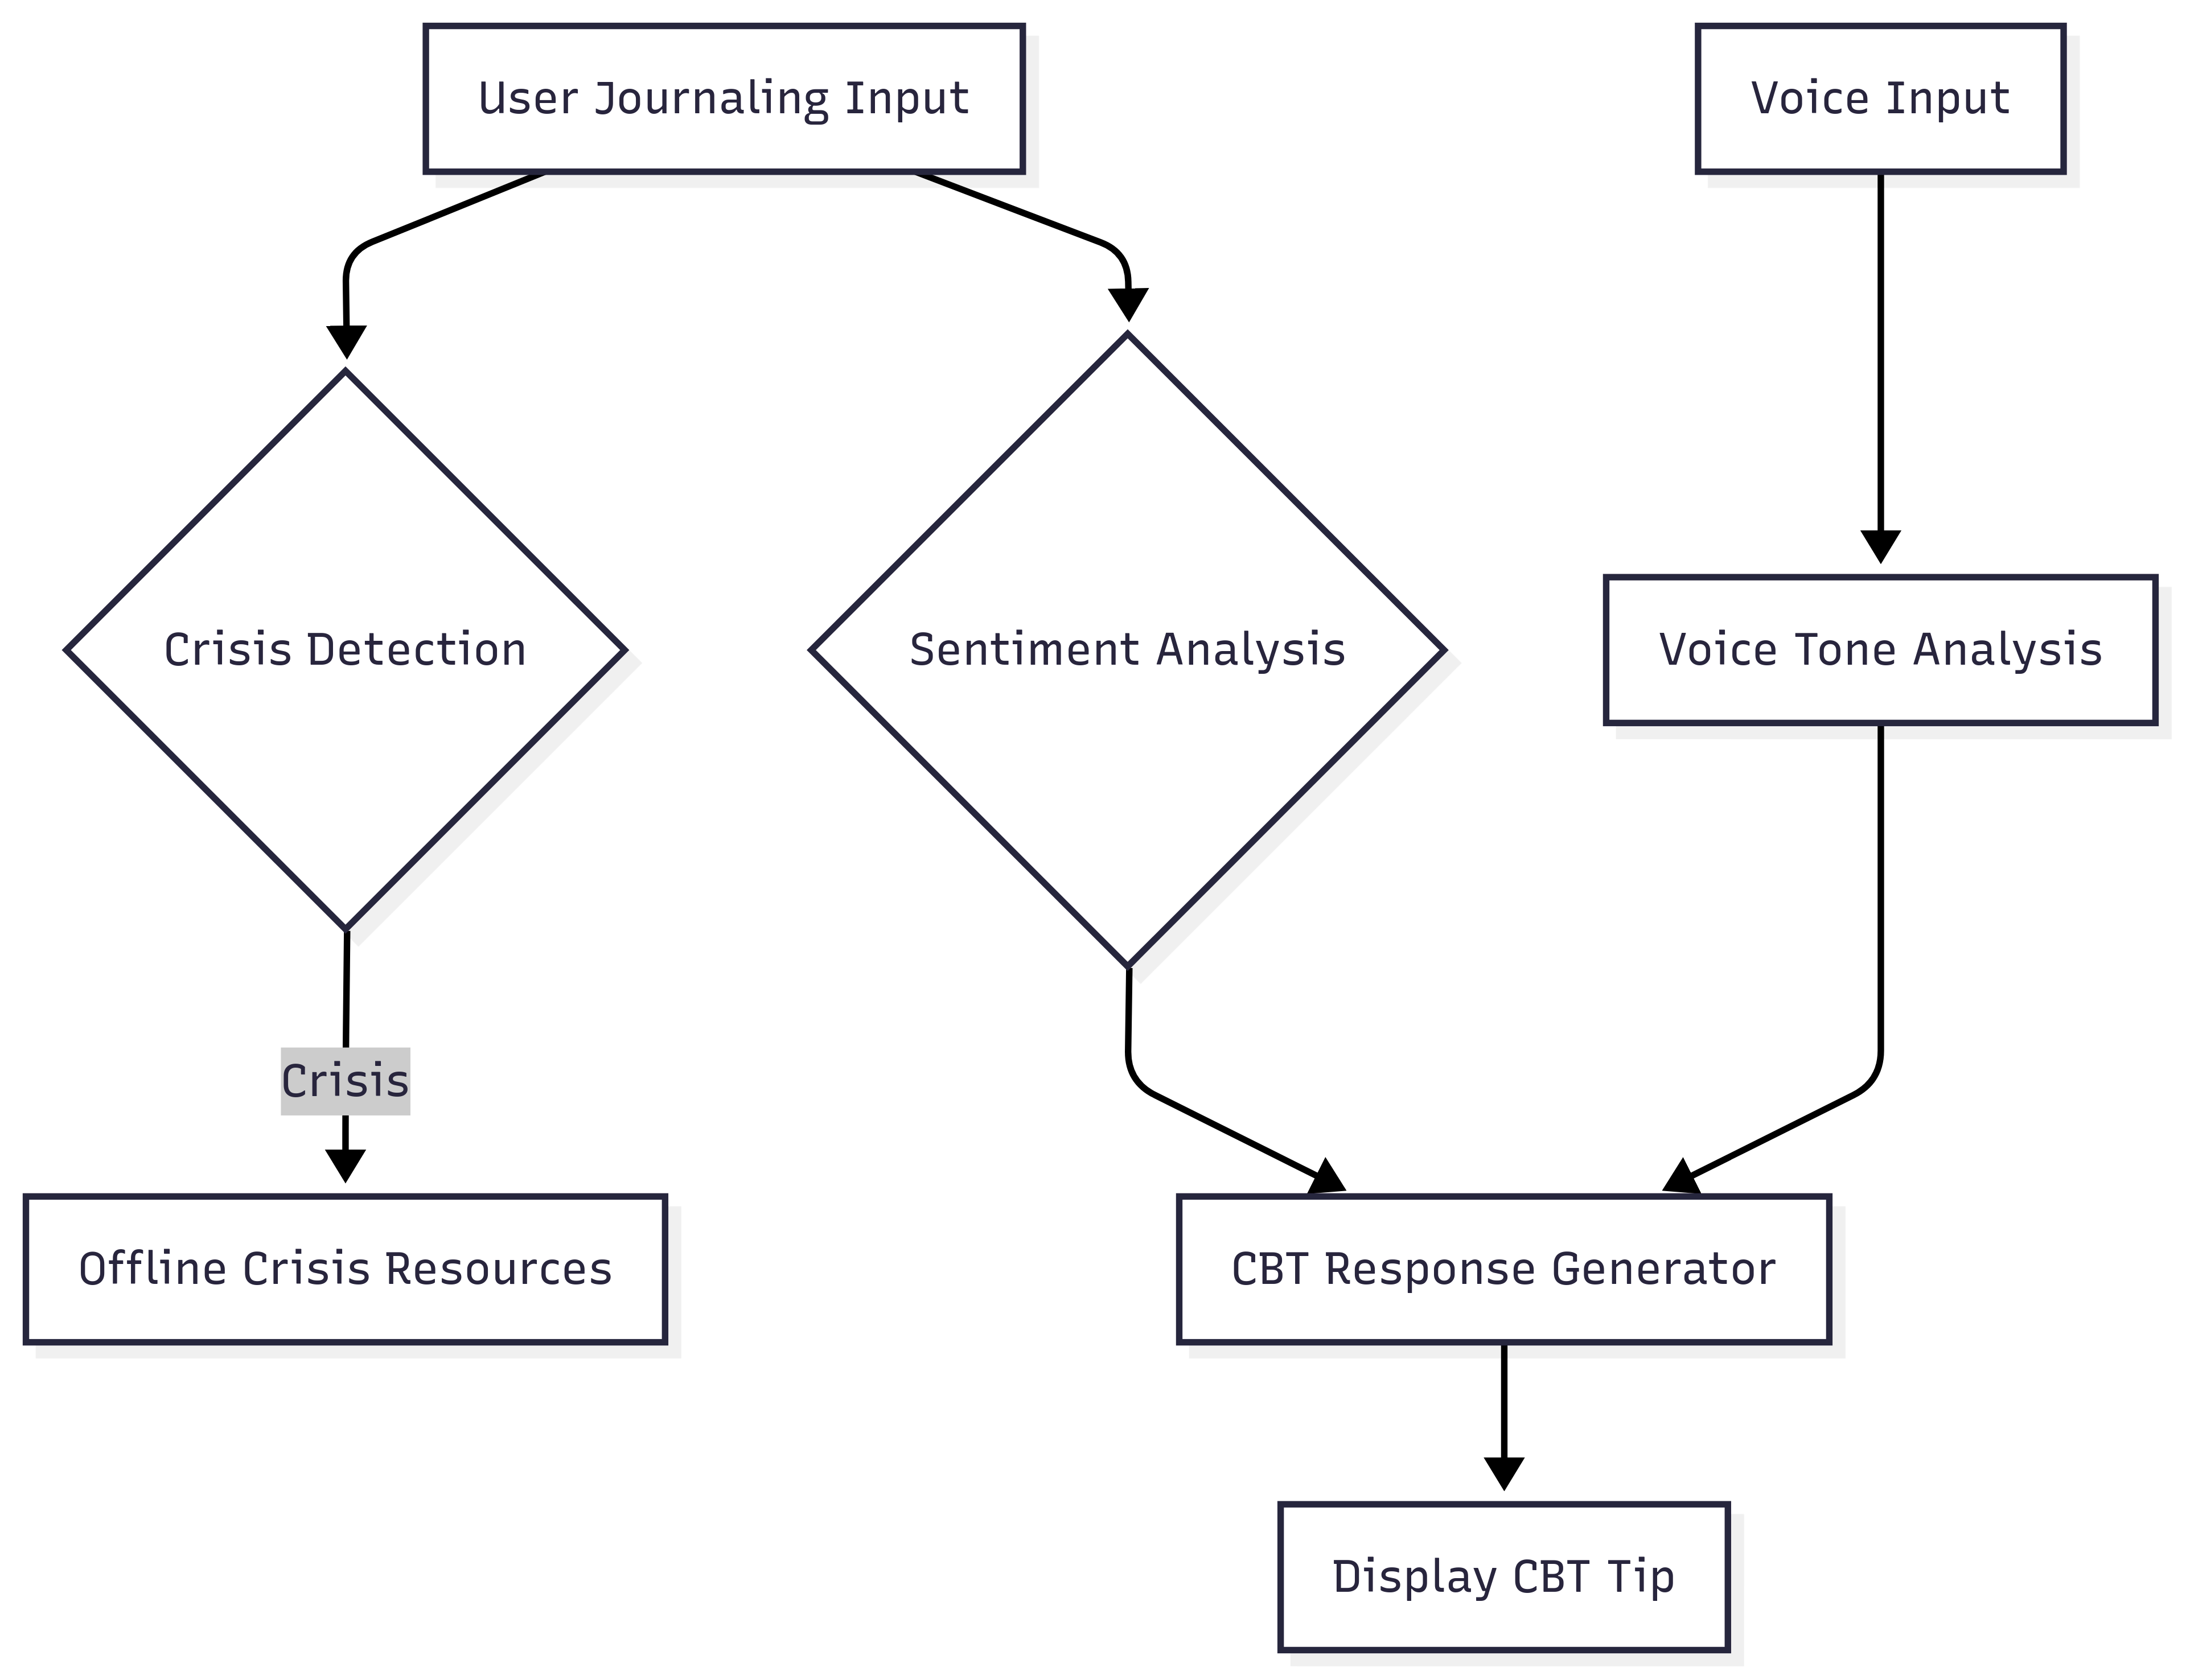 User Journaling Input
Voice Input
Crisis Detection
Sentiment Analysis
Voice Tone Analysis
Crisis
Offline Crisis Resources
CBT Response Generator
Display CBT Tip